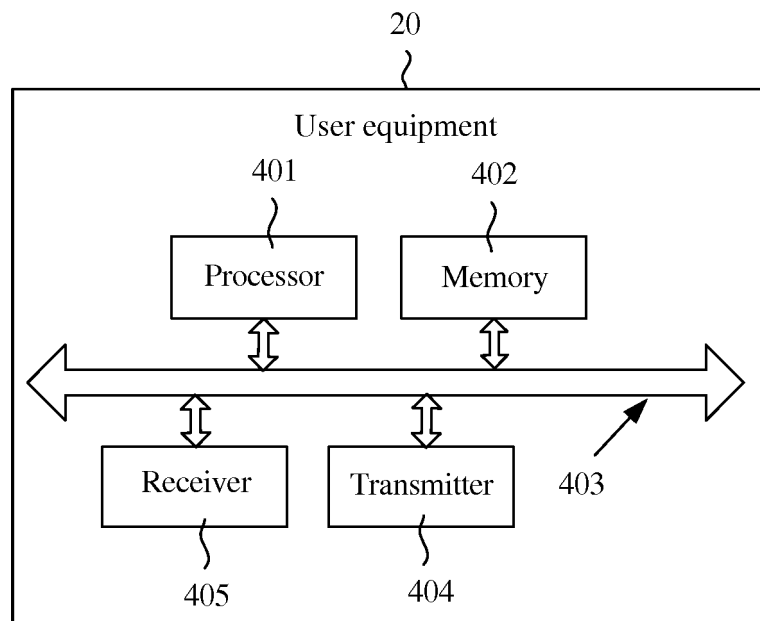 20
User equipment
401
402
Processor
Memory
Receiver
Transmitter
403
405
404